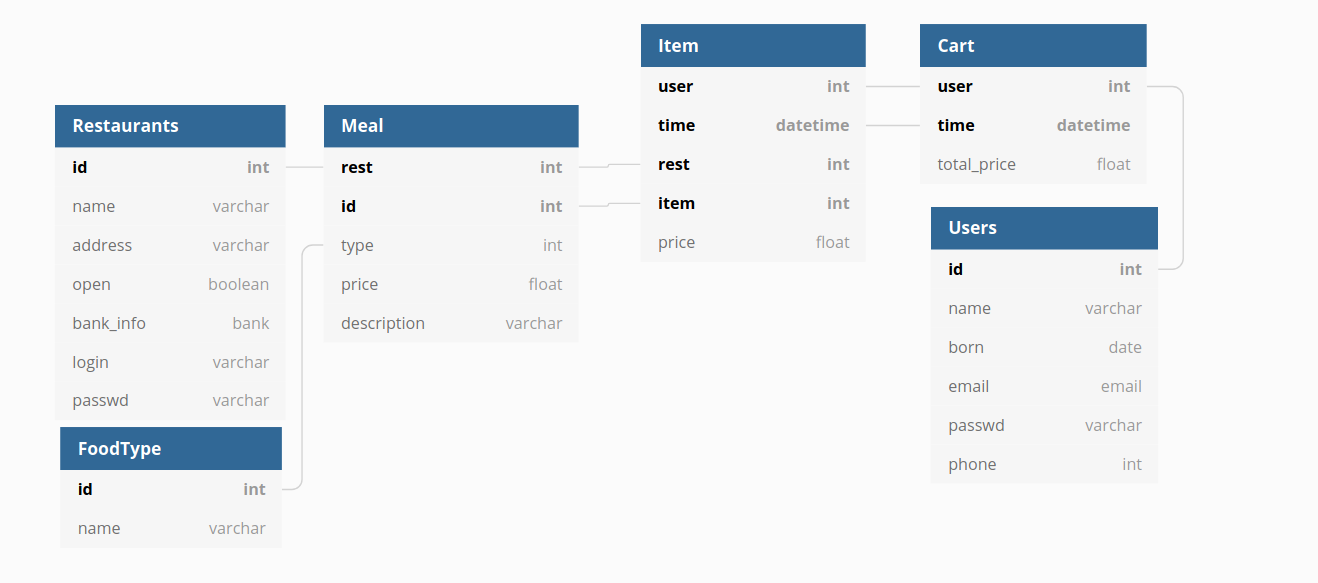 Restaurants
id int
name varchar
address varchar
open boolean
bank_info bank
login varchar
passwd varchar
FoodType
id int
name varchar
Meal
rest int
id int
type int
price float
description varchar
Item
user int
time datetime
rest int
item int
price float
Cart
user int
time datetime
total_price float
Users
id int
name varchar
born date
email email
passwd varchar
phone int